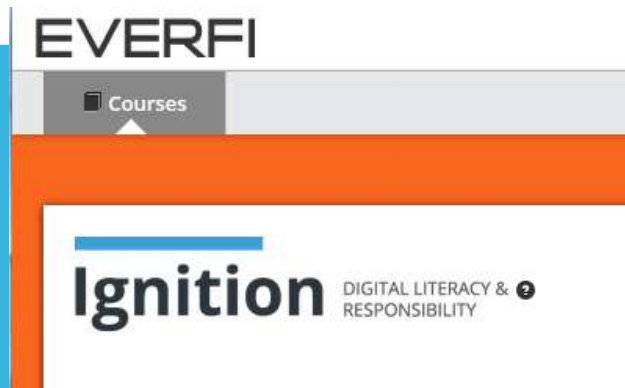 EVERFI
Courses
Ignition
DIGITAL LITERACY & ?
RESPONSIBILITY